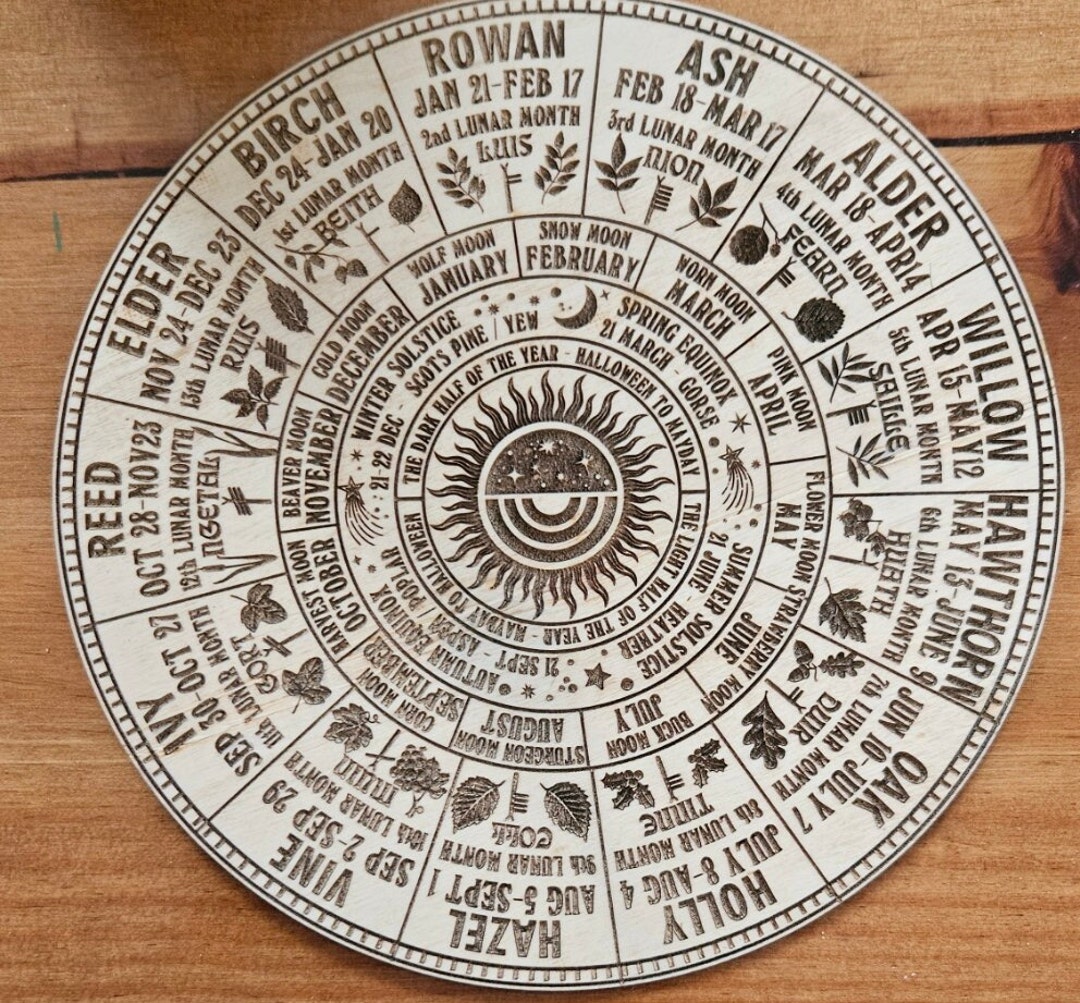 BIRCH
DEC 24-JAN 20
1st LUNAR MONTH
BEITH
ROWAN
JAN 21-FEB 17
2nd LUNAR MONTH
LUIS
ASH
FEB 18-MAR 17
3rd LUNAR MONTH
NION
ALDER
MAR 18-APR14
4th LUNAR MONTH
FEARN
WILLOW
APR 15-MAY12
5th LUNAR MONTH
SAILLE
HAWTHORN
MAY 13-JUNE 9
6th LUNAR MONTH
HUATH
OAK
JUN 10-JULY 7
7th LUNAR MONTH
DUIR
HOLLY
JULY 8-AUG 4
8th LUNAR MONTH
TINNE
HAZEL
AUG 5-SEPT 1
9th LUNAR MONTH
COLL
VINE
SEP 2-SEP 29
10th LUNAR MONTH
MUIN
IVY
SEP 30-OCT 27
11th LUNAR MONTH
GORT
REED
OCT 28-NOV23
12th LUNAR MONTH
NGETAL
ELDER
NOV 24-DEC 23
13th LUNAR MONTH
RUIS
WOLF MOON
JANUARY
SNOW MOON
FEBRUARY
WORM MOON
MARCH
PINK MOON
APRIL
FLOWER MOON
MAY
STRAWBERRY MOON
JUNE
BUCK MOON
JULY
STURGEON MOON
AUGUST
CORN MOON
SEPTEMBER
HARVEST MOON
OCTOBER
BEAVER MOON
NOVEMBER
COLD MOON
DECEMBER
WINTER SOLSTICE
21-22 DEC - SCOTS PINE / YEW
SPRING EQUINOX
21 MARCH - GORSE
SUMMER SOLSTICE
21 JUNE - HEATHER
AUTUMN EQUINOX
21 SEPT - ASPEN / POPLAR
THE DARK HALF OF THE YEAR - HALLOWEEN TO MAYDAY
THE LIGHT HALF OF THE YEAR - MAYDAY TO HALLOWEEN